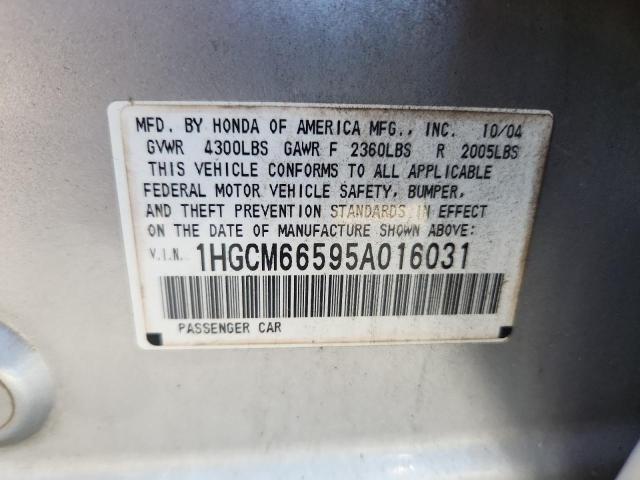 MFD. BY HONDA OF AMERICA MFG., INC. 10/04
GVWR 4300LBS GAWR F 2360LBS R 2005LBS
THIS VEHICLE CONFORMS TO ALL APPLICABLE
FEDERAL MOTOR VEHICLE SAFETY, BUMPER,
AND THEFT PREVENTION STANDARDS IN EFFECT
ON THE DATE OF MANUFACTURE SHOWN ABOVE:
V.I.N. 1HGCM66595A016031
PASSENGER CAR